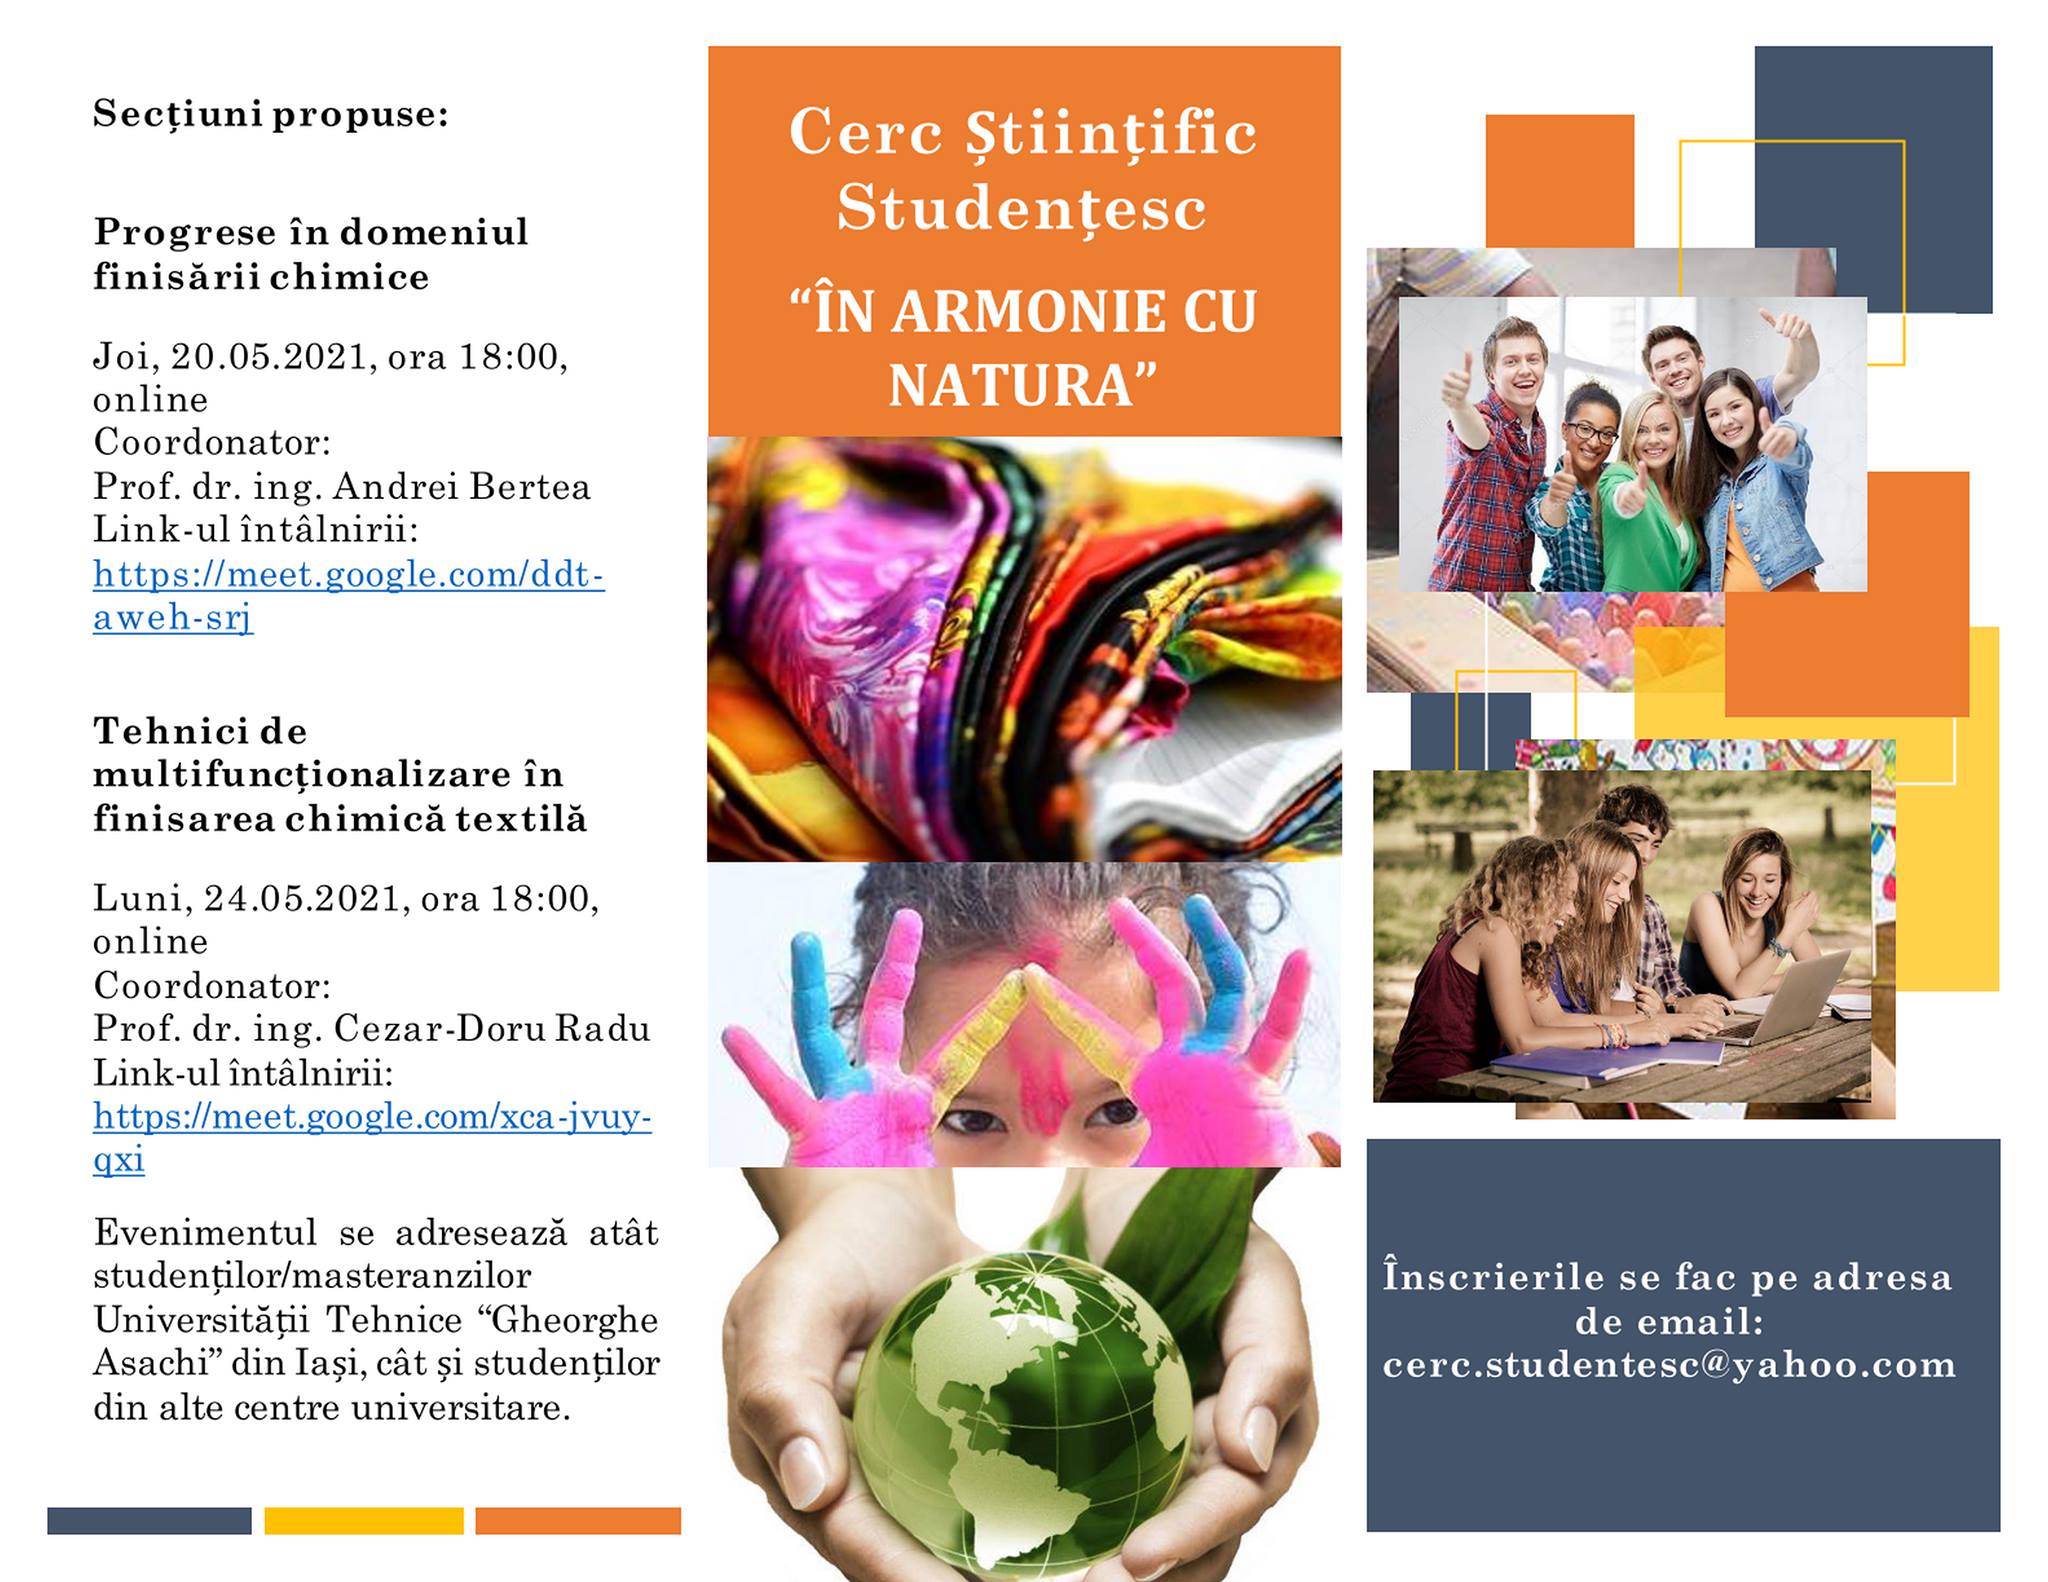 Secțiuni propuse:
Progrese în domeniul
finisării chimice
Joi, 20.05.2021, ora 18:00,
online
Coordonator:
Prof. dr. ing. Andrei Bertea
Link-ul întâlnirii:
https://meet.google.com/ddt-
aweh-srj
Tehnici de
multifuncționalizare în
finisarea chimică textilă
Luni, 24.05.2021, ora 18:00,
online
Coordonator:
Prof. dr. ing. Cezar-Doru Radu
Link-ul întâlnirii:
https://meet.google.com/xca-jvuy-
qxi
Evenimentul se adresează atât
studenților/masteranzilor
Universității Tehnice “Gheorghe
Asachi” din Iași, cât și studenților
din alte centre universitare.
Cerc Științific
Studențesc
“ÎN ARMONIE CU
NATURA”
Înscrierile se fac pe adresa
de email:
cerc.studentesc@yahoo.com